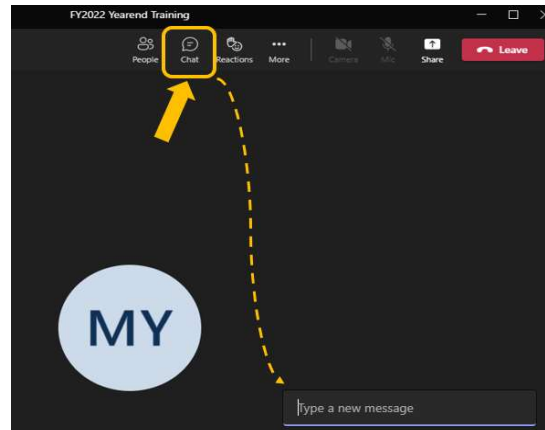 FY2022 Yearend Training
People Chat Reactions More Camera Mic Share Leave
MY
Type a new message